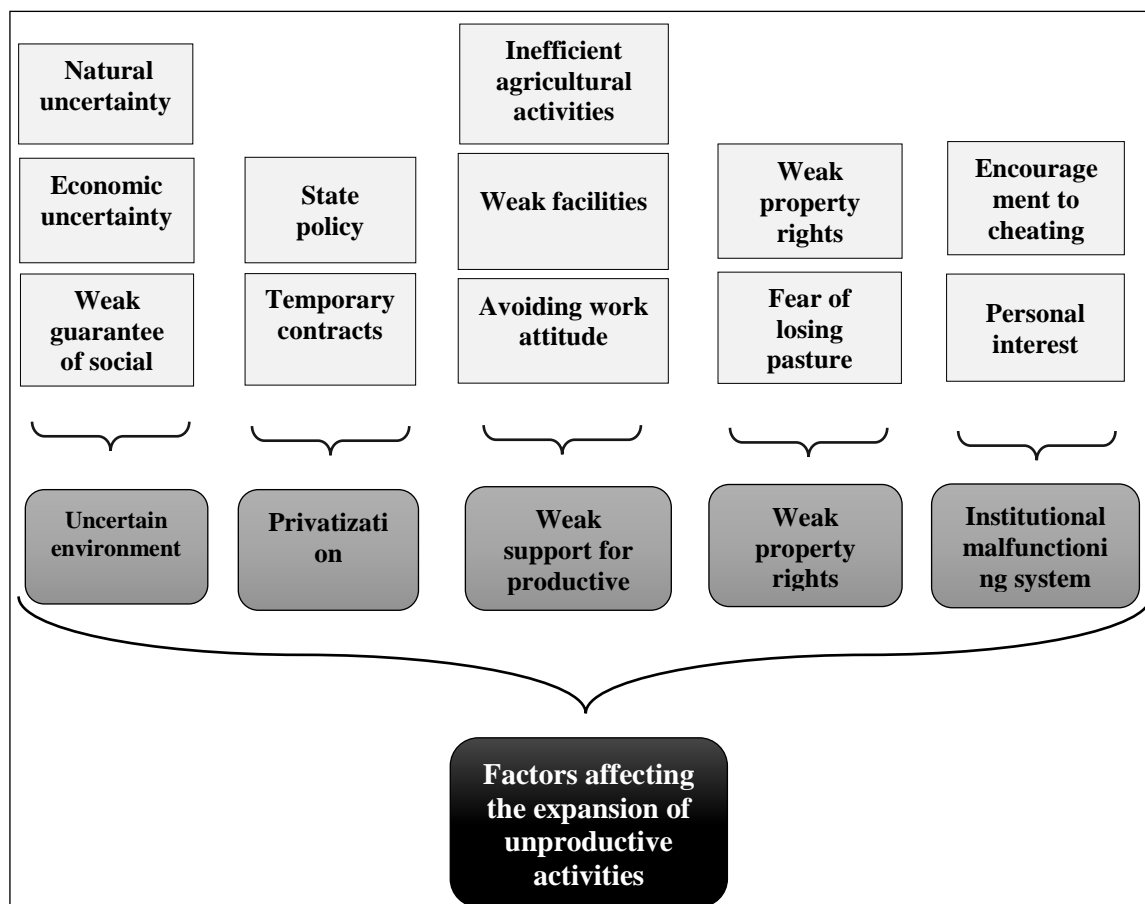 Natural
uncertainty
Economic
uncertainty
Weak
guarantee
of social
State
policy
Temporary
contracts
Inefficient
agricultural
activities
Weak facilities
Avoiding work
attitude
Weak
property
rights
Fear of
losing
pasture
Encourage
ment to
cheating
Personal
interest
Uncertain
environment
Privatizati
on
Weak
support for
productive
Weak
property
rights
Institutional
malfunctioni
ng system
Factors affecting
the expansion of
unproductive
activities